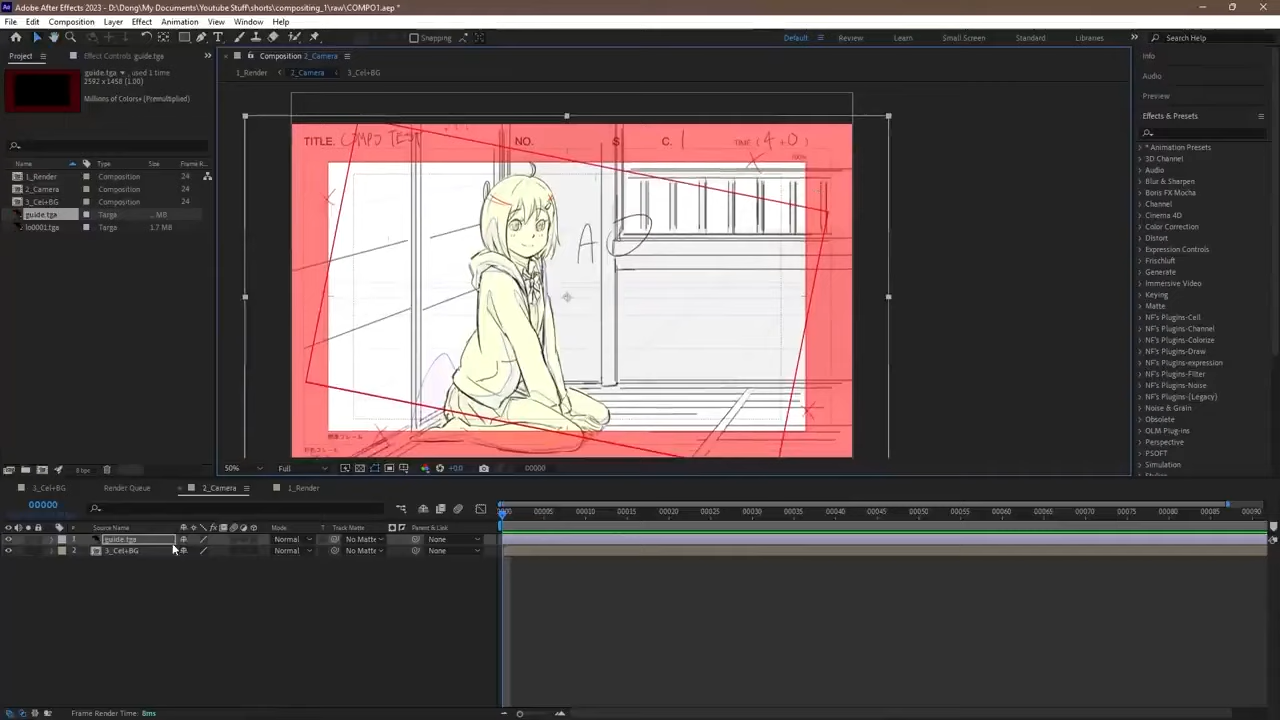 Adobe After Effects 2023 - D:\Dong\My Documents\Youtube Stuff\shorts\compositing_1\raw\COMPO1.aep *
File Edit Composition Layer Effect Animation View Window Help
Snapping Default Review Learn Small Screen Standard Libraries Search Help
Project Effect Controls guide.tga
Composition 2_Camera
1_Render 2_Camera 3_Cel+BG
guide.tga , used 1 time
2592 x 1458 (1.00)
Millions of Colors+ (Premultiplied)
Name Type Size Frame R..
1_Render Composition 24
2_Camera Composition 24
3_Cel+BG Composition 24
guide.tga Targa ... MB
lo0001.tga Targa 1.7 MB
8 bpc
TITLE. COMPO TEST NO. S C. 1 TIME ( 4 + 0 )
A
50% Full +0.0 00000
Info
Audio
Preview
Effects & Presets
* Animation Presets
3D Channel
Audio
Blur & Sharpen
Boris FX Mocha
Channel
Cinema 4D
Color Correction
Distort
Expression Controls
Frischluft
Generate
Immersive Video
Keying
Matte
NF's Plugins-Cell
NF's Plugins-Channel
NF's Plugins-Colorize
NF's Plugins-Draw
NF's Plugins-expression
NF's Plugins-Filter
NF's Plugins-Noise
NF's Plugins-(Legacy)
Noise & Grain
Obsolete
OLM Plug-ins
Perspective
PSOFT
Simulation
3_Cel+BG Render Queue 2_Camera 1_Render
00000
00005 00010 00015 00020 00025 00030 00035 00040 00045 00050 00055 00060 00065 00070 00075 00080 00085 00090
# Source Name Mode T Track Matte Parent & Link
1 guide.tga Normal No Matte None
2 3_Cel+BG Normal No Matte None
Frame Render Time: 8ms